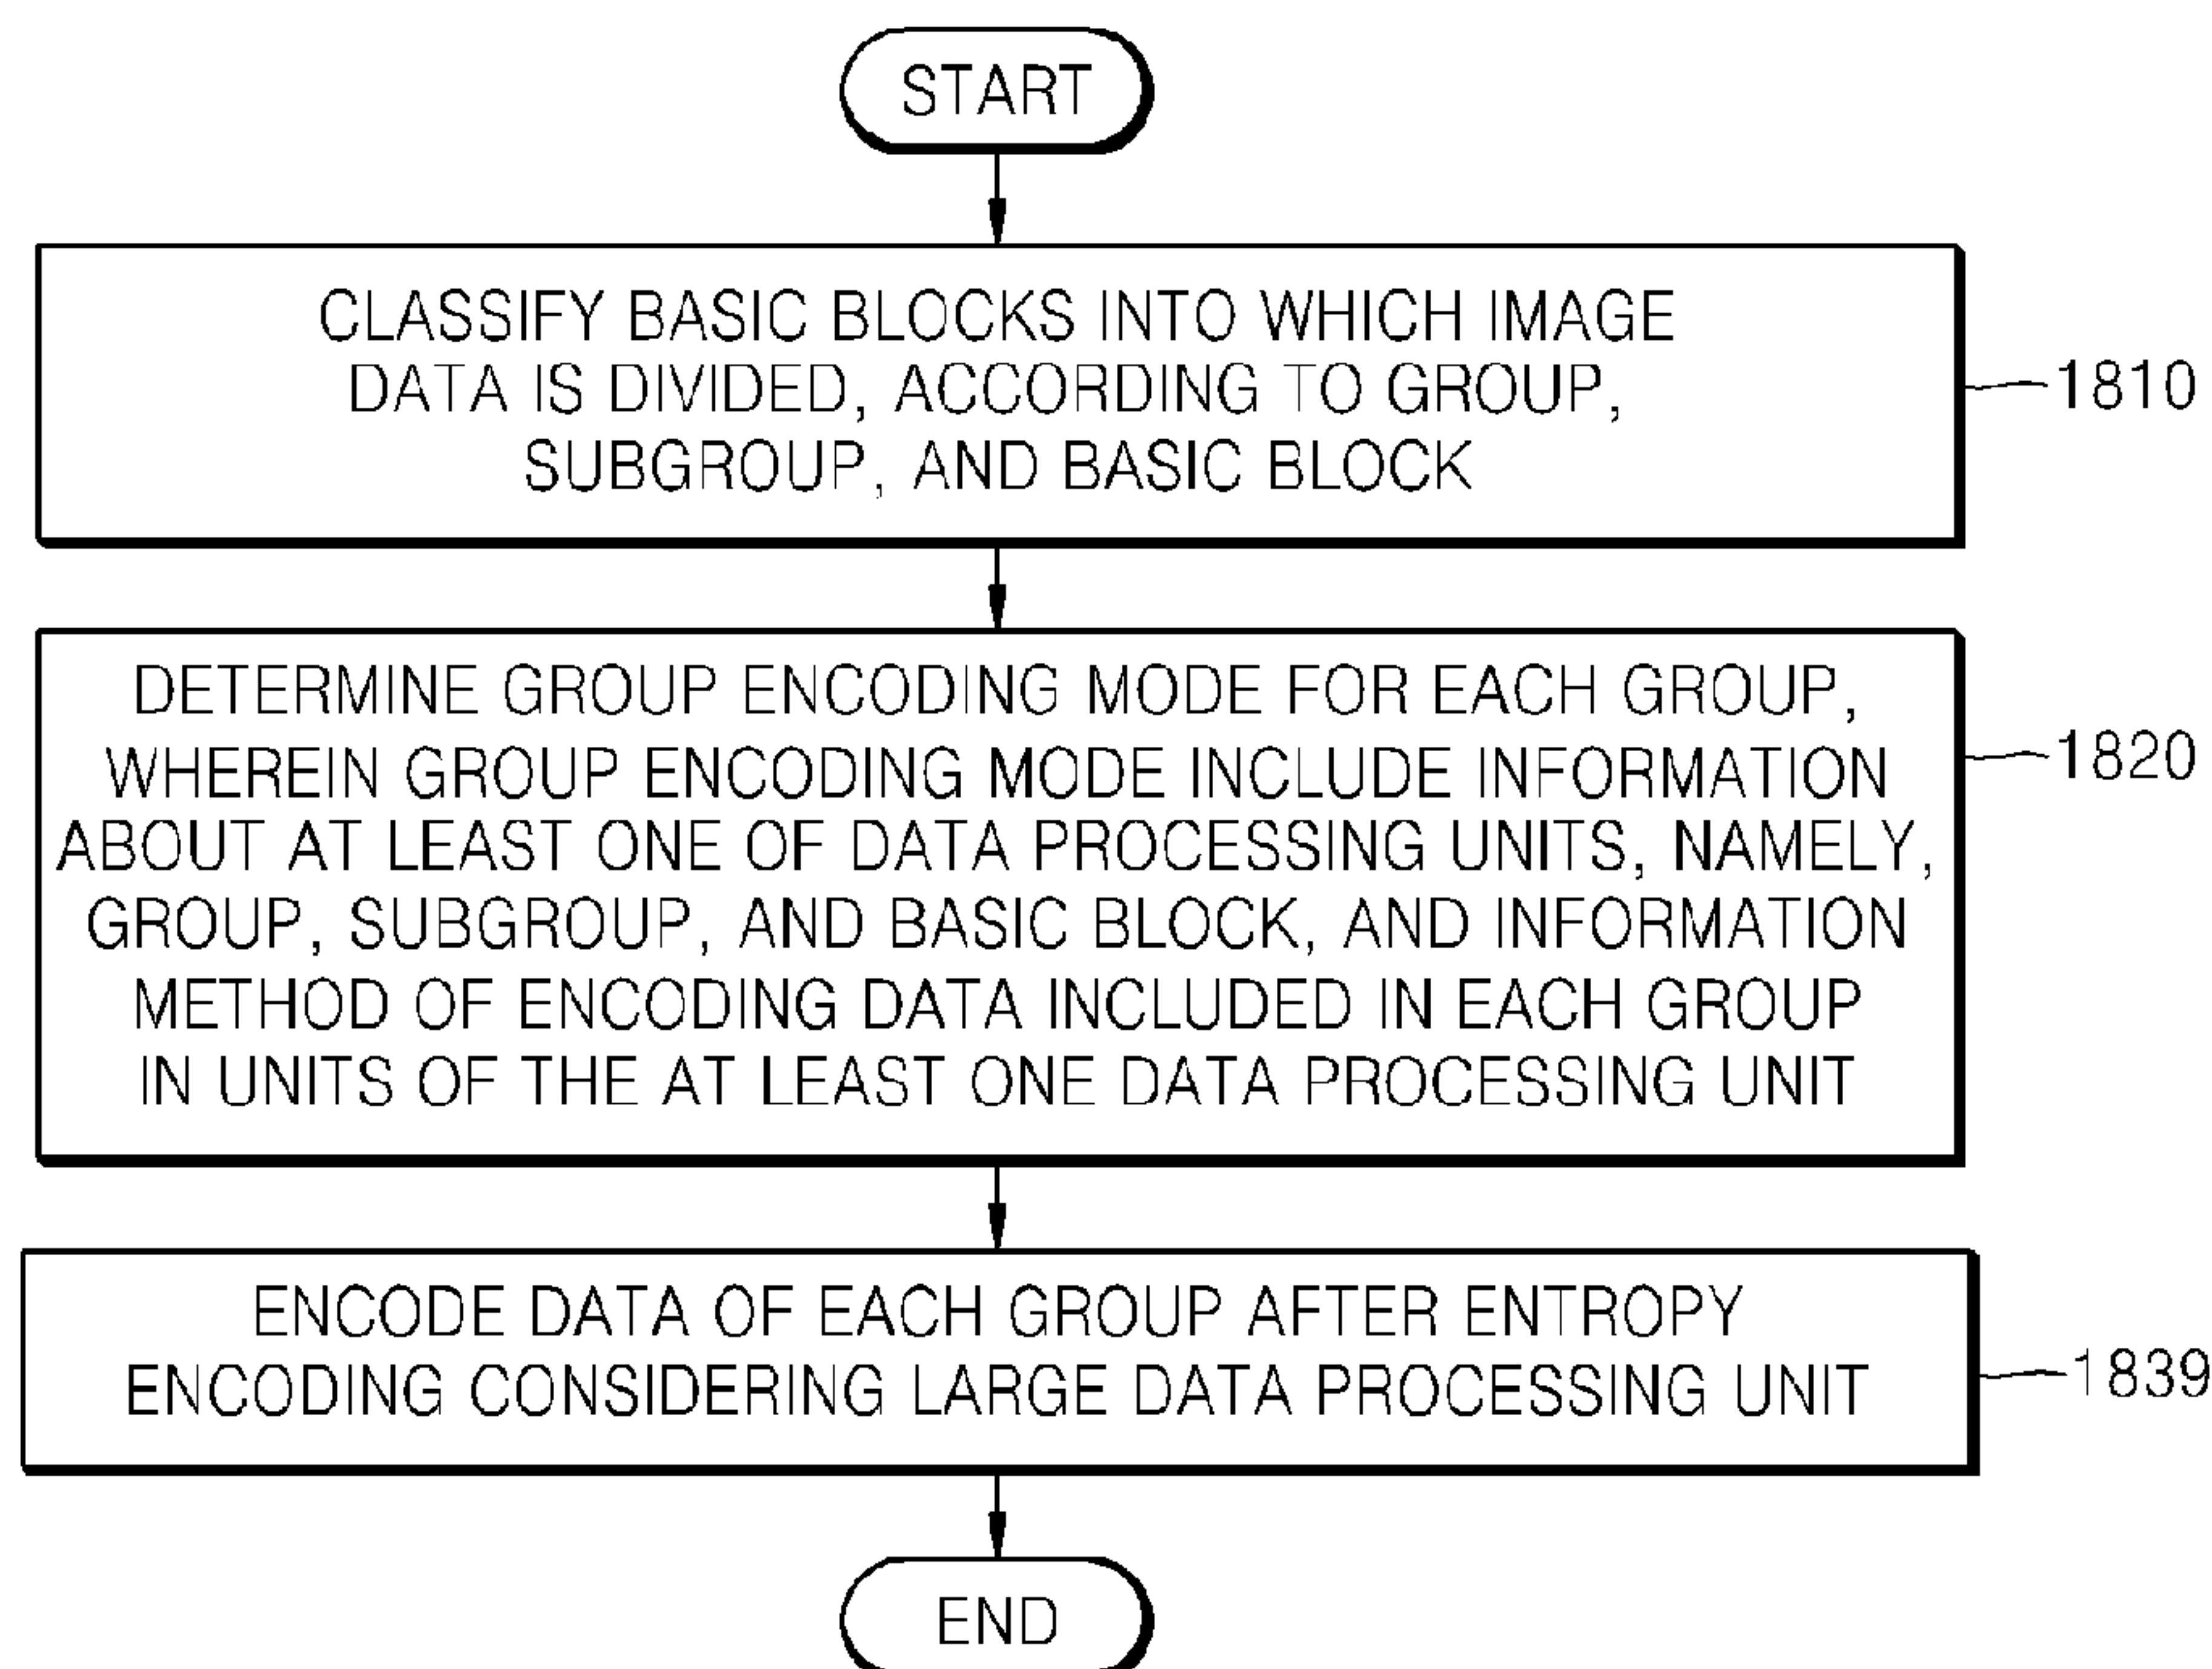 START
CLASSIFY BASIC BLOCKS INTO WHICH IMAGE
DATA IS DIVIDED, ACCORDING TO GROUP,
SUBGROUP, AND BASIC BLOCK
1810
DETERMINE GROUP ENCODING MODE FOR EACH GROUP,
WHEREIN GROUP ENCODING MODE INCLUDE INFORMATION
ABOUT AT LEAST ONE OF DATA PROCESSING UNITS, NAMELY,
GROUP, SUBGROUP, AND BASIC BLOCK, AND INFORMATION
METHOD OF ENCODING DATA INCLUDED IN EACH GROUP
IN UNITS OF THE AT LEAST ONE DATA PROCESSING UNIT
1820
ENCODE DATA OF EACH GROUP AFTER ENTROPY
ENCODING CONSIDERING LARGE DATA PROCESSING UNIT
1839
END